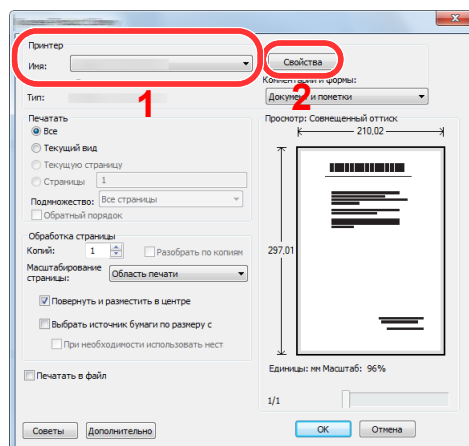 Принтер
Имя:
Свойства
1
2
Комментарии и формы:
Тип:
Документ и пометки
Печатать
Все
Текущий вид
Текущую страницу
Страницы 1
Подмножество: Все страницы
Обратный порядок
Просмотр: Совмещенный оттиск
210,02
297,01
Обработка страницы
Копий: 1 Разобрать по копиям
Масштабирование
страницы: Область печати
Повернуть и разместить в центре
Выбрать источник бумаги по размеру с
При необходимости использовать нест
Единицы: мм Масштаб: 96%
Печатать в файл
1/1
Советы Дополнительно OK Отмена